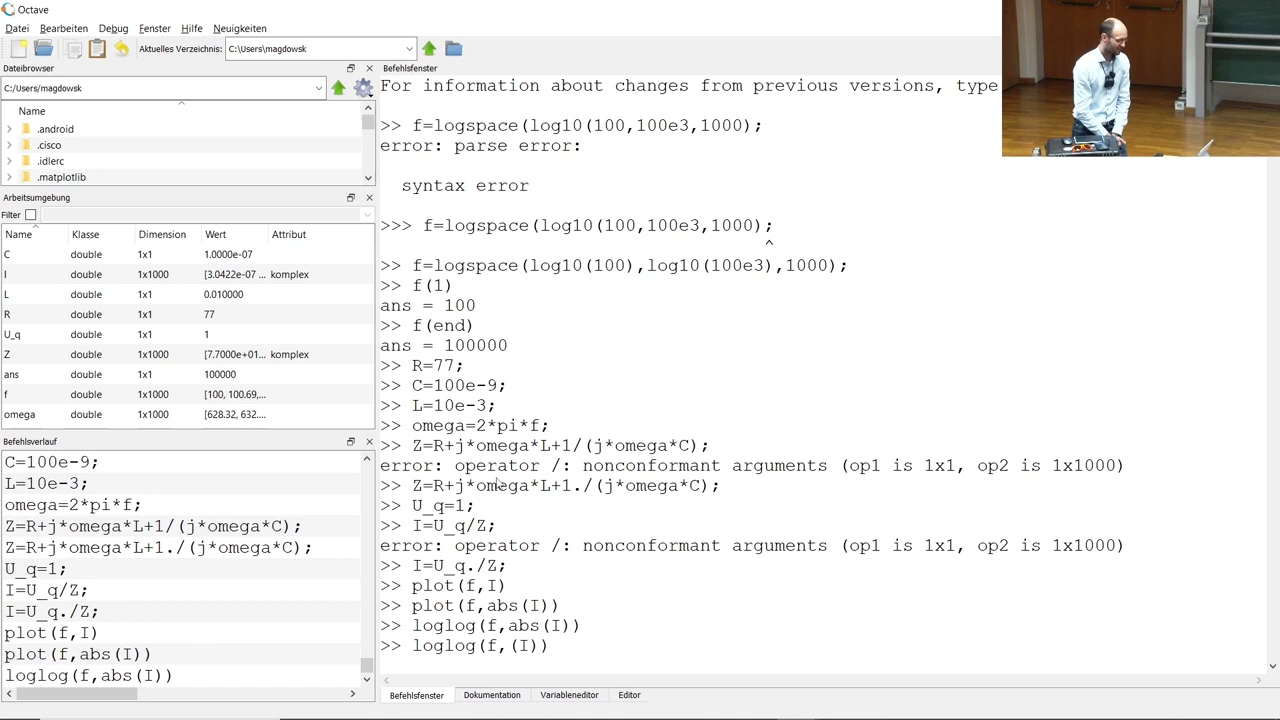 Octave
Datei Bearbeiten Debug Fenster Hilfe Neuigkeiten
Aktuelles Verzeichnis: C:\Users\magdowsk
Dateibrowser
C:/Users/magdowsk
Name
.android
.cisco
.idlerc
.matplotlib
Arbeitsumgebung
Filter
Name Klasse Dimension Wert Attribut
C double 1x1 1.0000e-07
I double 1x1000 [3.0422e-07 ... komplex
L double 1x1 0.010000
R double 1x1 77
U_q double 1x1 1
Z double 1x1000 [7.7000e+01... komplex
ans double 1x1 100000
f double 1x1000 [100, 100.69,...
omega double 1x1000 [628.32, 632....
Befehlsverlauf
C=100e-9;
L=10e-3;
omega=2*pi*f;
Z=R+j*omega*L+1/(j*omega*C);
Z=R+j*omega*L+1./(j*omega*C);
U_q=1;
I=U_q/Z;
I=U_q./Z;
plot(f,I)
plot(f,abs(I))
loglog(f,abs(I))
Befehlsfenster
For information about changes from previous versions, type
>> f=logspace(log10(100,100e3,1000);
error: parse error:
syntax error
>>> f=logspace(log10(100,100e3,1000);
^
>> f=logspace(log10(100),log10(100e3),1000);
>> f(1)
ans = 100
>> f(end)
ans = 100000
>> R=77;
>> C=100e-9;
>> L=10e-3;
>> omega=2*pi*f;
>> Z=R+j*omega*L+1/(j*omega*C);
error: operator /: nonconformant arguments (op1 is 1x1, op2 is 1x1000)
>> Z=R+j*omega*L+1./(j*omega*C);
>> U_q=1;
>> I=U_q/Z;
error: operator /: nonconformant arguments (op1 is 1x1, op2 is 1x1000)
>> I=U_q./Z;
>> plot(f,I)
>> plot(f,abs(I))
>> loglog(f,abs(I))
>> loglog(f,(I))
Befehlsfenster Dokumentation Variableneditor Editor